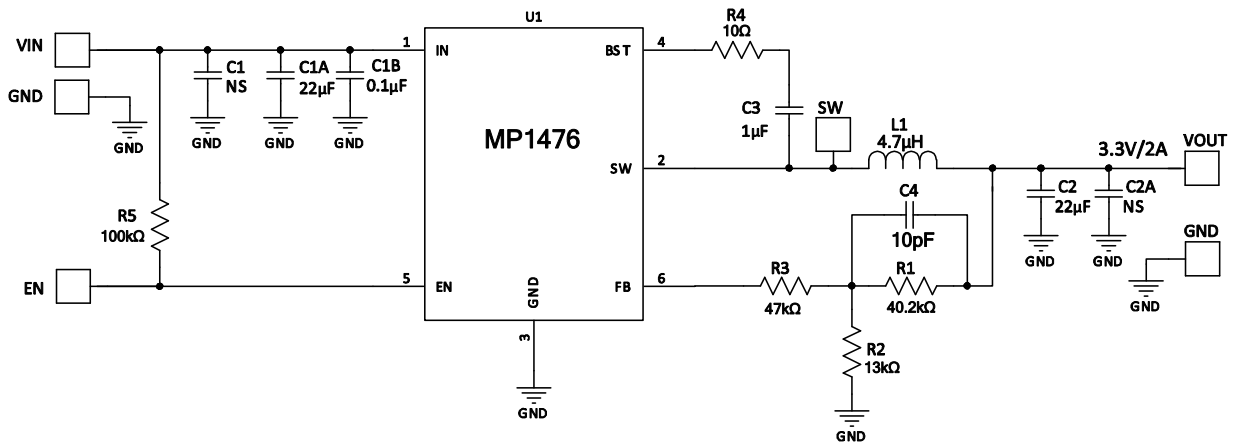 U1
VIN
GND
GND
C1
NS
GND
C1A
22µF
GND
C1B
0.1µF
GND
R5
100kΩ
EN
1
IN
5
EN
MP1476
BST
4
SW
2
FB
6
GND
3
GND
R4
10Ω
C3
1µF
SW
L1
4.7µH
C4
10pF
R3
47kΩ
R1
40.2kΩ
R2
13kΩ
GND
3.3V/2A
VOUT
C2
22µF
GND
C2A
NS
GND
GND
GND